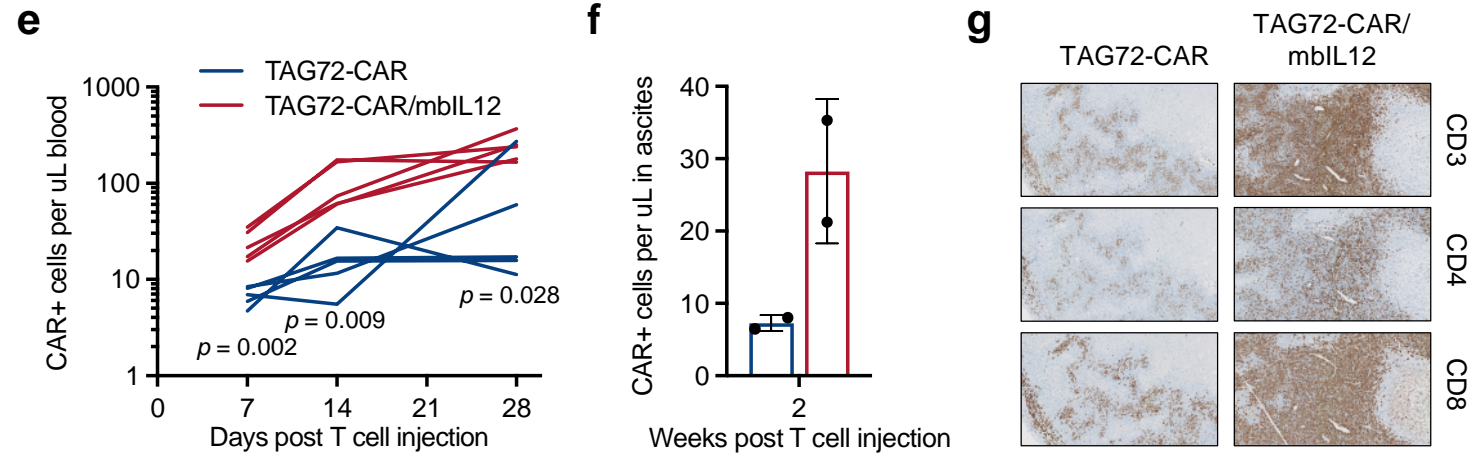 e
TAG72-CAR
TAG72-CAR/mbIL12
CAR+ cells per uL blood
1000
100
10
1
p = 0.002
p = 0.009
p = 0.028
0 7 14 21 28
Days post T cell injection
f
CAR+ cells per uL in ascites
40
30
20
10
0
2
Weeks post T cell injection
g
TAG72-CAR
TAG72-CAR/
mbIL12
CD3
CD4
CD8